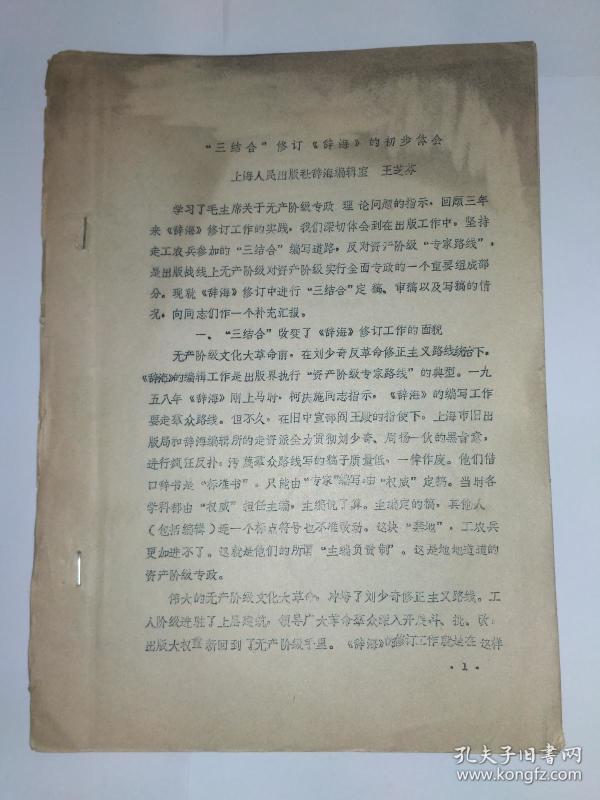 “三结合”修订《辞海》的初步体会
上海人民出版社辞海编辑室 王芝芬
学习了毛主席关于无产阶级专政 理论问题的指示，回顾三年
来《辞海》修订工作的实践，我们深切体会到在出版工作中，坚持
走工农兵参加的“三结合”编写道路，反对资产阶级“专家路线”，
是出版战线上无产阶级对资产阶级实行全面专政的一个重要组成部
分。现就《辞海》修订中进行“三结合”定稿、审稿以及写稿的情
况，向同志们作一个补充汇报。
一、“三结合”改变了《辞海》修订工作的面貌
无产阶级文化大革命前，在刘少奇反革命修正主义路线统治下，
《辞海》的编辑工作是出版界执行“资产阶级专家路线”的典型。一九
五八年《辞海》刚上马时，柯庆施同志指示，《辞海》的编写工作
要走群众路线。但不久，在旧中宣部阎王殿的指使下，上海市旧出
版局和辞海编辑所的走资派全力贯彻刘少奇、周扬一伙的黑旨意，
进行疯狂反扑，污蔑群众路线写的稿子质量低，一律作废。他们借
口辞书是“标准书”，只能由“专家”编写，由“权威”定稿。当时各
学科都由“权威”担任主编，主编说了算。主编定的稿，其他人
（包括编辑）连一个标点符号也不准改动。这块“禁地”，工农兵
更加进不了。这就是他们的所谓“主编负责制”。这是地地道道的
资产阶级专政。
伟大的无产阶级文化大革命，冲垮了刘少奇修正主义路线。工
人阶级进驻了上层建筑，领导广大革命群众深入开展斗、批、改，
出版大权重新回到了无产阶级手里。《辞海》的修订工作就是在这样
·1·
孔夫子旧书网
www.kongfz.com